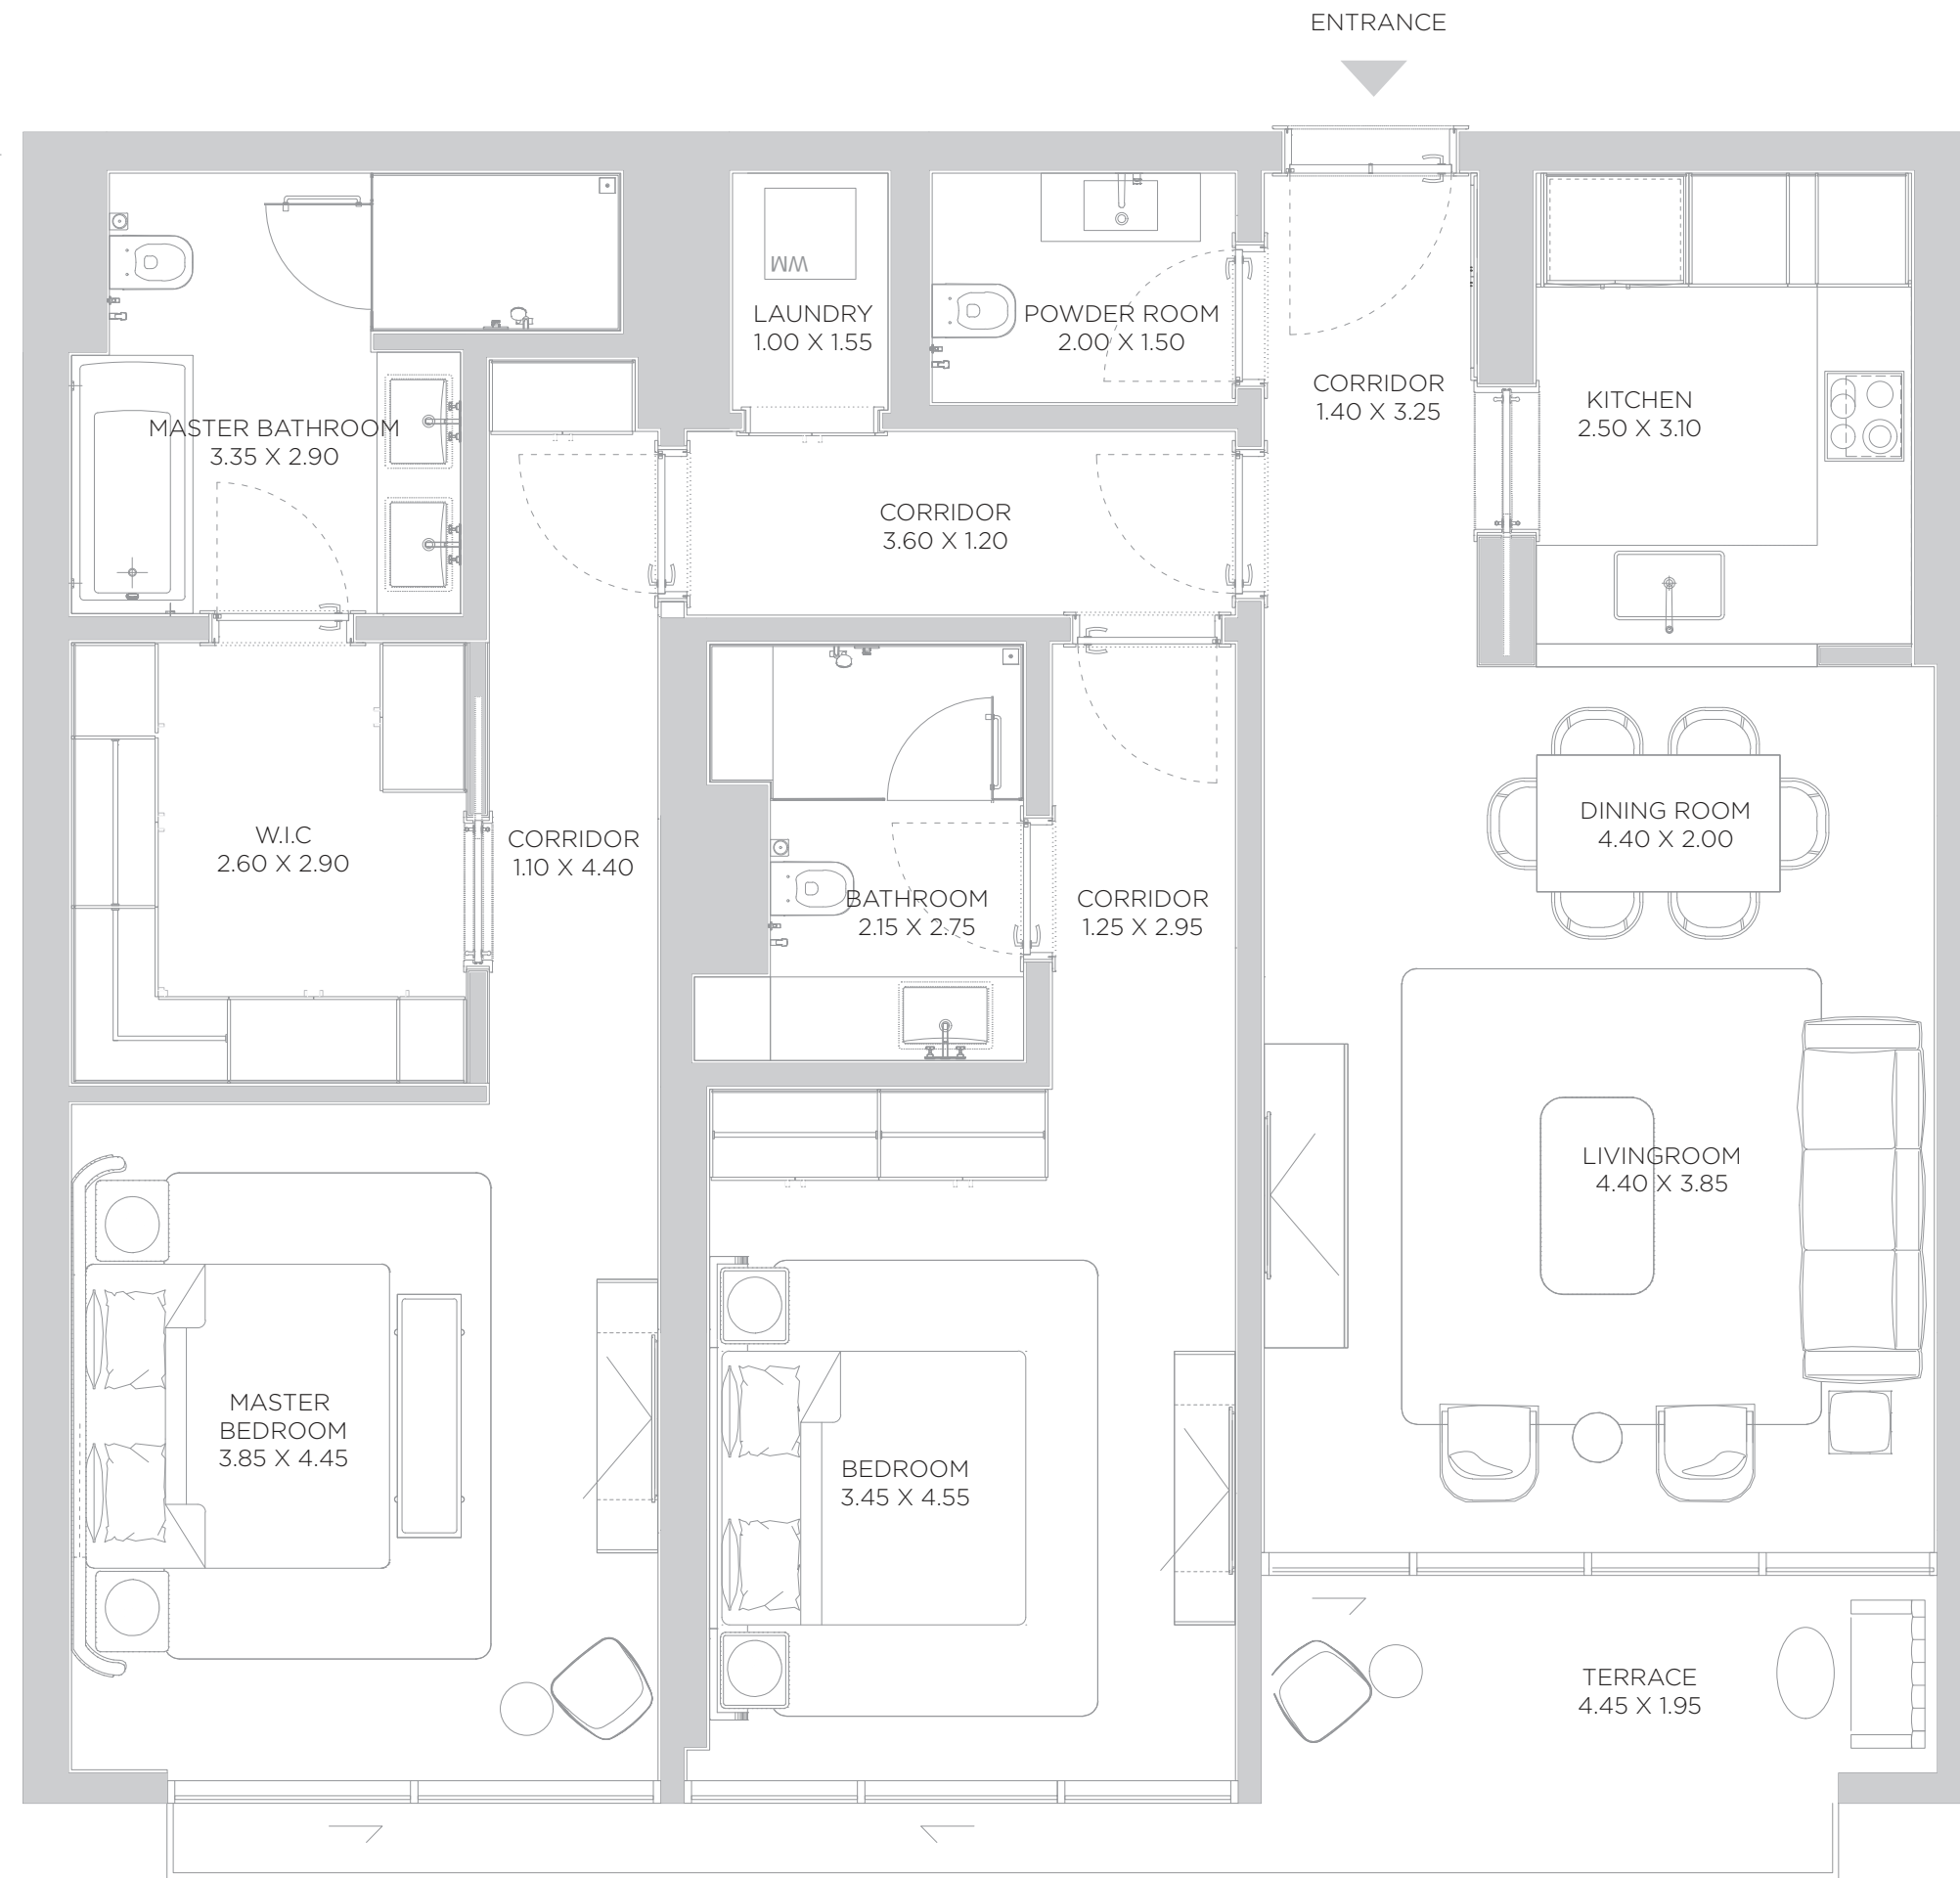 ENTRANCE
WM
LAUNDRY
1.00 X 1.55
POWDER ROOM
2.00 X 1.50
CORRIDOR
1.40 X 3.25
KITCHEN
2.50 X 3.10
MASTER BATHROOM
3.35 X 2.90
CORRIDOR
3.60 X 1.20
DINING ROOM
4.40 X 2.00
W.I.C
2.60 X 2.90
CORRIDOR
1.10 X 4.40
BATHROOM
2.15 X 2.75
CORRIDOR
1.25 X 2.95
LIVINGROOM
4.40 X 3.85
MASTER
BEDROOM
3.85 X 4.45
BEDROOM
3.45 X 4.55
TERRACE
4.45 X 1.95